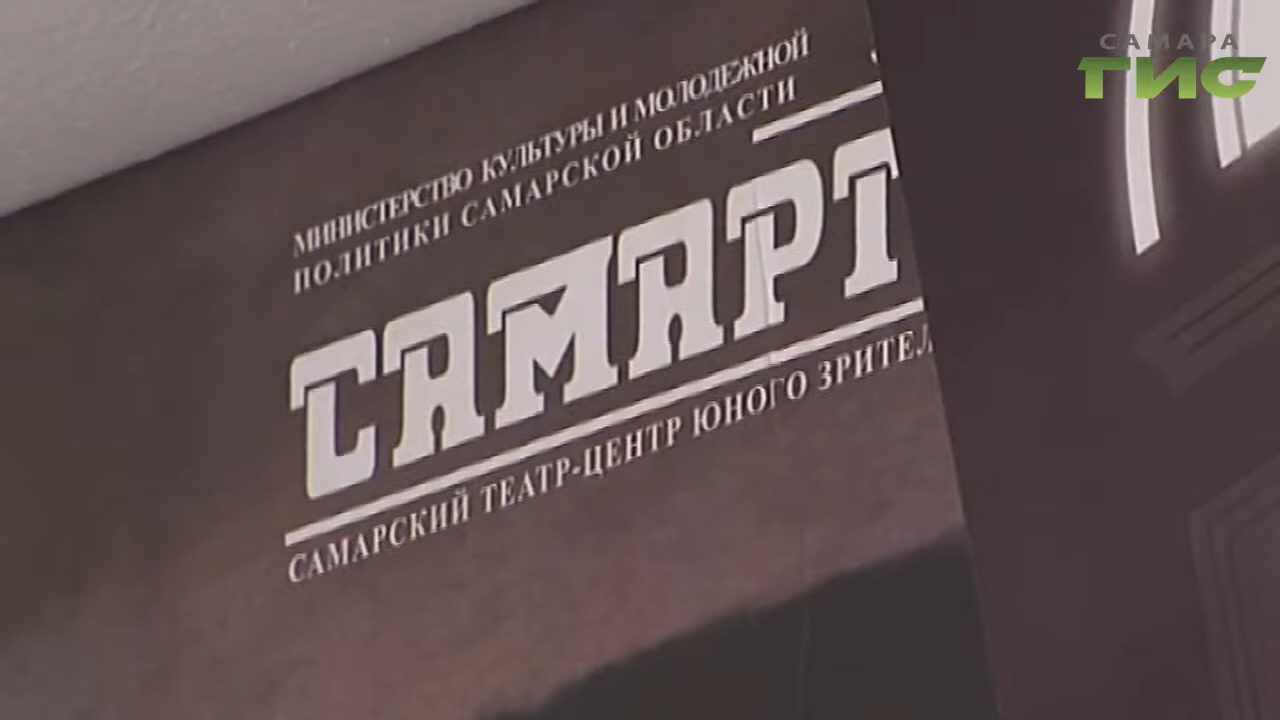 САМАРА
ГИС
МИНИСТЕРСТВО КУЛЬТУРЫ И МОЛОДЕЖНОЙ
ПОЛИТИКИ САМАРСКОЙ ОБЛАСТИ
САМАРТ
САМАРСКИЙ ТЕАТР-ЦЕНТР ЮНОГО ЗРИТЕЛ